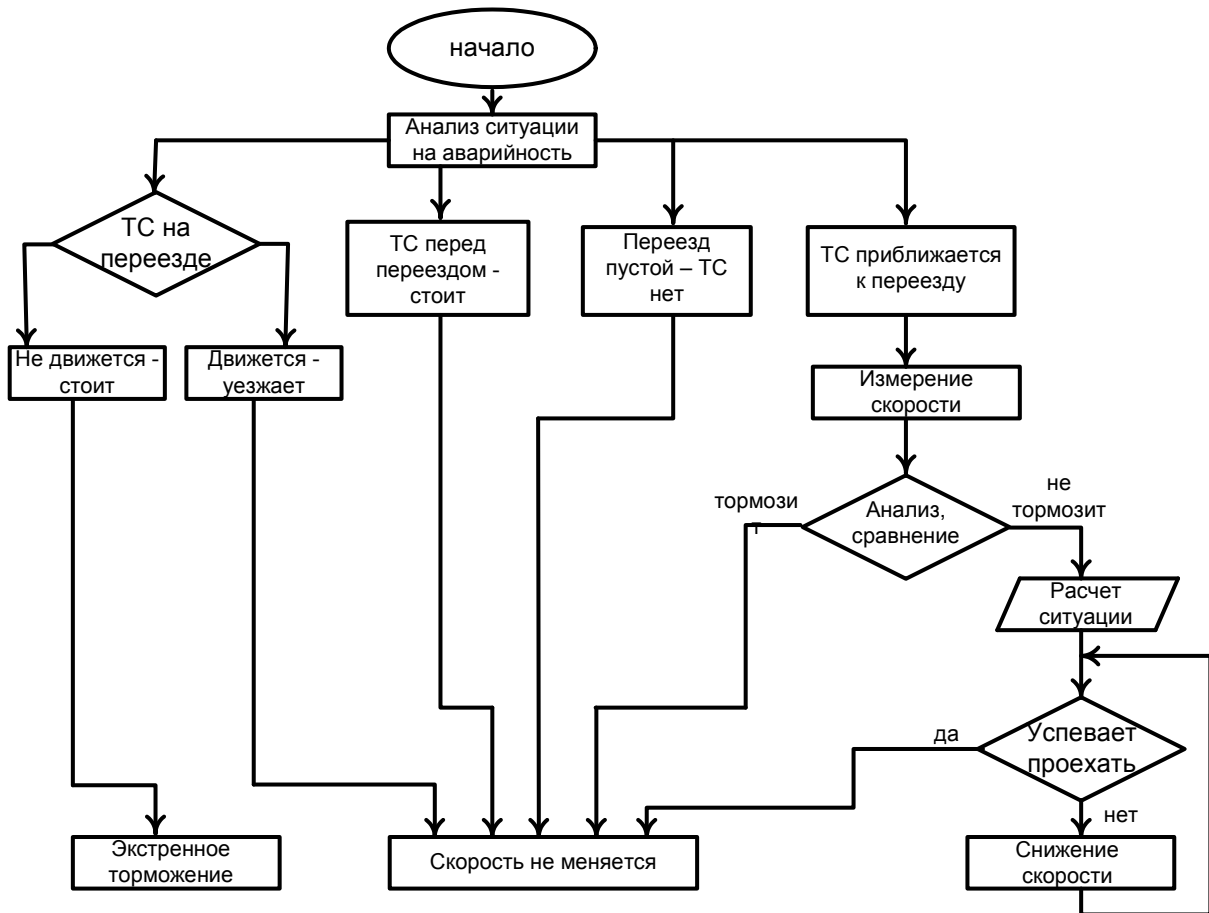 начало
Анализ ситуации
на аварийность
ТС на
переезде
ТС перед
переездом -
стоит
Переезд
пустой – ТС
нет
ТС приближается
к переезду
Не движется -
стоит
Движется -
уезжает
Измерение
скорости
тормози
т
Анализ,
сравнение
не
тормозит
Расчет
ситуации
да
Успевает
проехать
нет
Экстренное
торможение
Скорость не меняется
Снижение
скорости